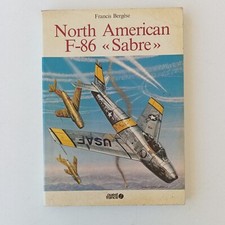 Francis Bergèse
North American
F-86 « Sabre »
USAF